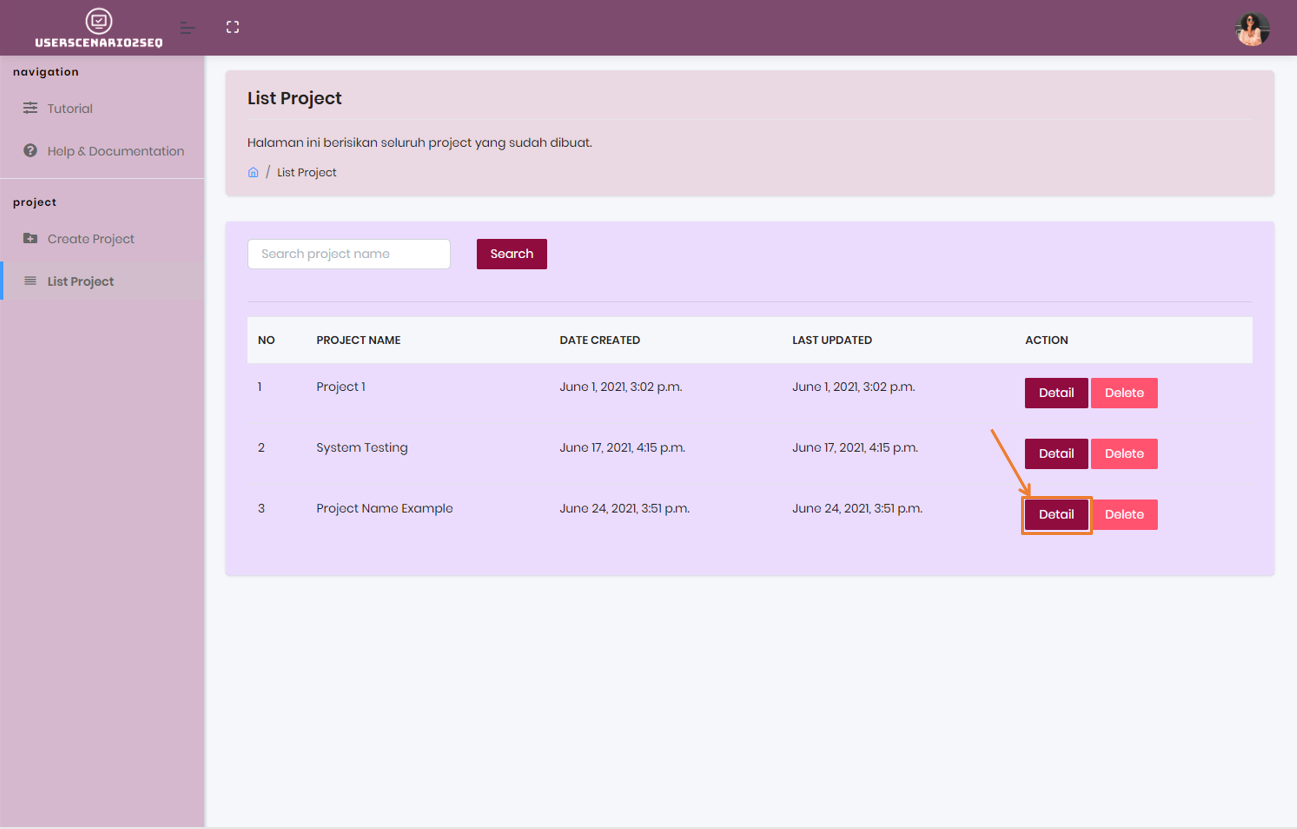 USERSCENARIO2SEQ
navigation
Tutorial
Help & Documentation
project
Create Project
List Project
List Project
Halaman ini berisikan seluruh project yang sudah dibuat.
/ List Project
Search project name Search
NO PROJECT NAME DATE CREATED LAST UPDATED ACTION
1 Project 1 June 1, 2021, 3:02 p.m. June 1, 2021, 3:02 p.m. Detail Delete
2 System Testing June 17, 2021, 4:15 p.m. June 17, 2021, 4:15 p.m. Detail Delete
3 Project Name Example June 24, 2021, 3:51 p.m. June 24, 2021, 3:51 p.m. Detail Delete